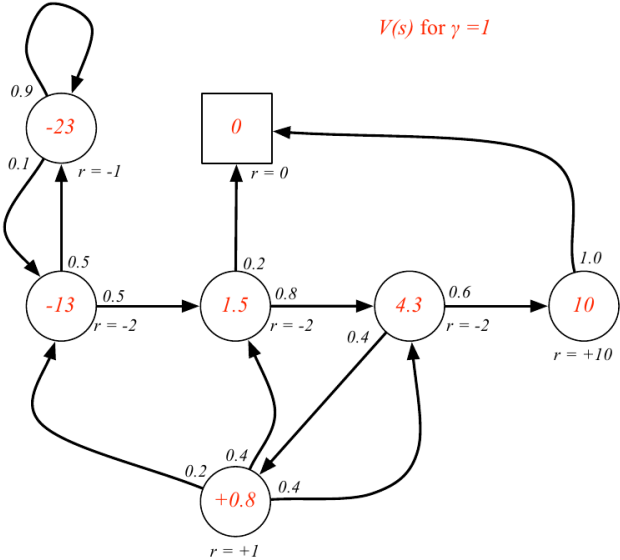 V(s) for γ =1
0.9
-23
0
0.1
r = -1
r = 0
0.5
0.2
1.0
-13
0.5
r = -2
1.5
0.8
r = -2
4.3
0.6
r = -2
10
r = +10
0.4
0.4
0.2
+0.8
0.4
r = +1